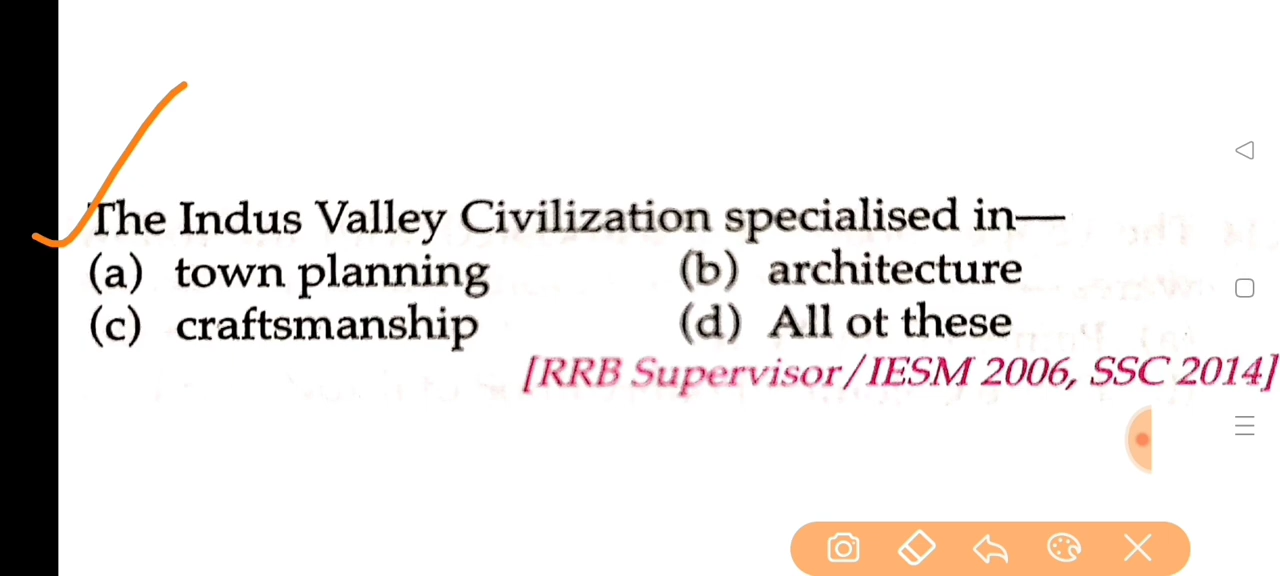 The Indus Valley Civilization specialised in—
(a) town planning (b) architecture
(c) craftsmanship (d) All ot these
[RRB Supervisor/IESM 2006, SSC 2014]